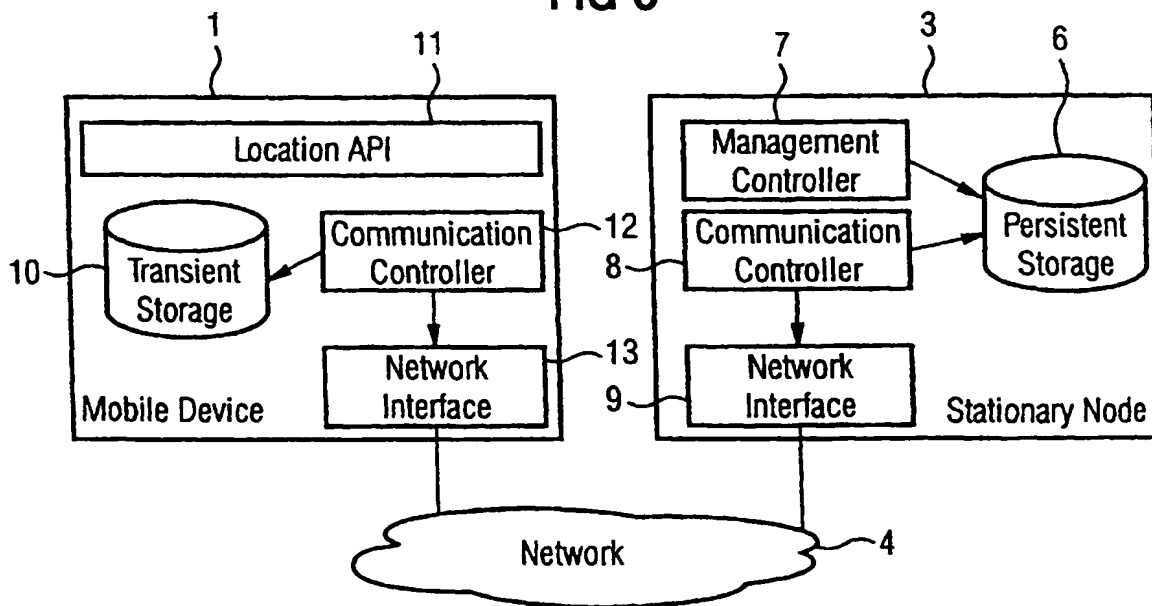 FIG
1
11
7
3
6
Location API
Management
Controller
Communication
Controller
12
Communication
Controller
8
Persistent
Storage
10
Transient
Storage
Network
Interface
13
Network
Interface
9
Mobile Device
Stationary Node
Network
4